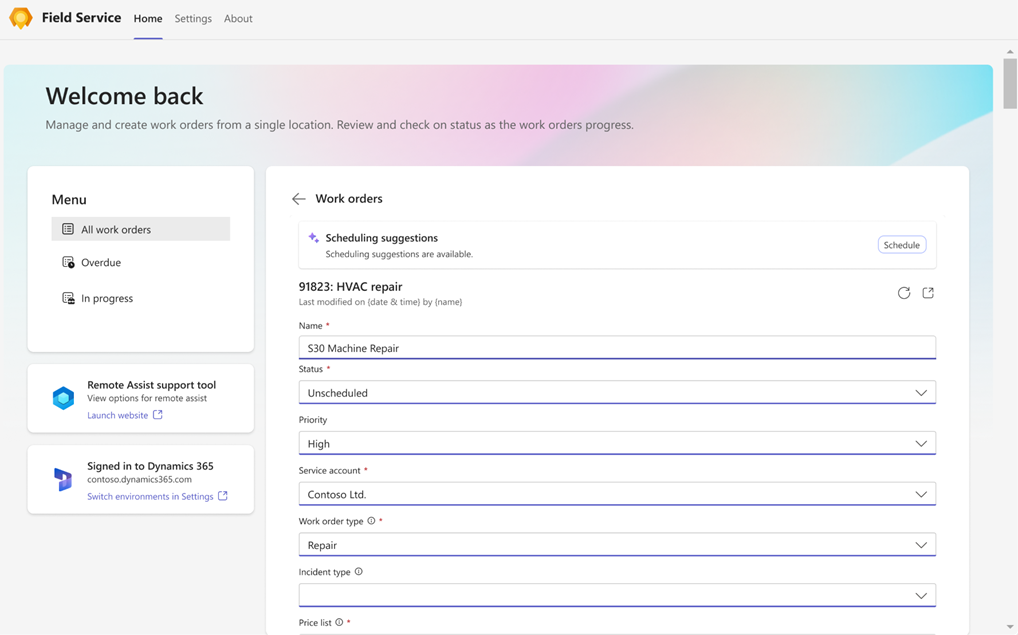 Field Service Home Settings About
Welcome back
Manage and create work orders from a single location. Review and check on status as the work orders progress.
Menu
All work orders
Overdue
In progress
Remote Assist support tool
View options for remote assist
Launch website
Signed in to Dynamics 365
contoso.dynamics365.com
Switch environments in Settings
Work orders
Scheduling suggestions
Scheduling suggestions are available.
Schedule
91823: HVAC repair
Last modified on (date & time) by (name)
Name *
S30 Machine Repair
Status *
Unscheduled
Priority
High
Service account *
Contoso Ltd.
Work order type *
Repair
Incident type
Price list *